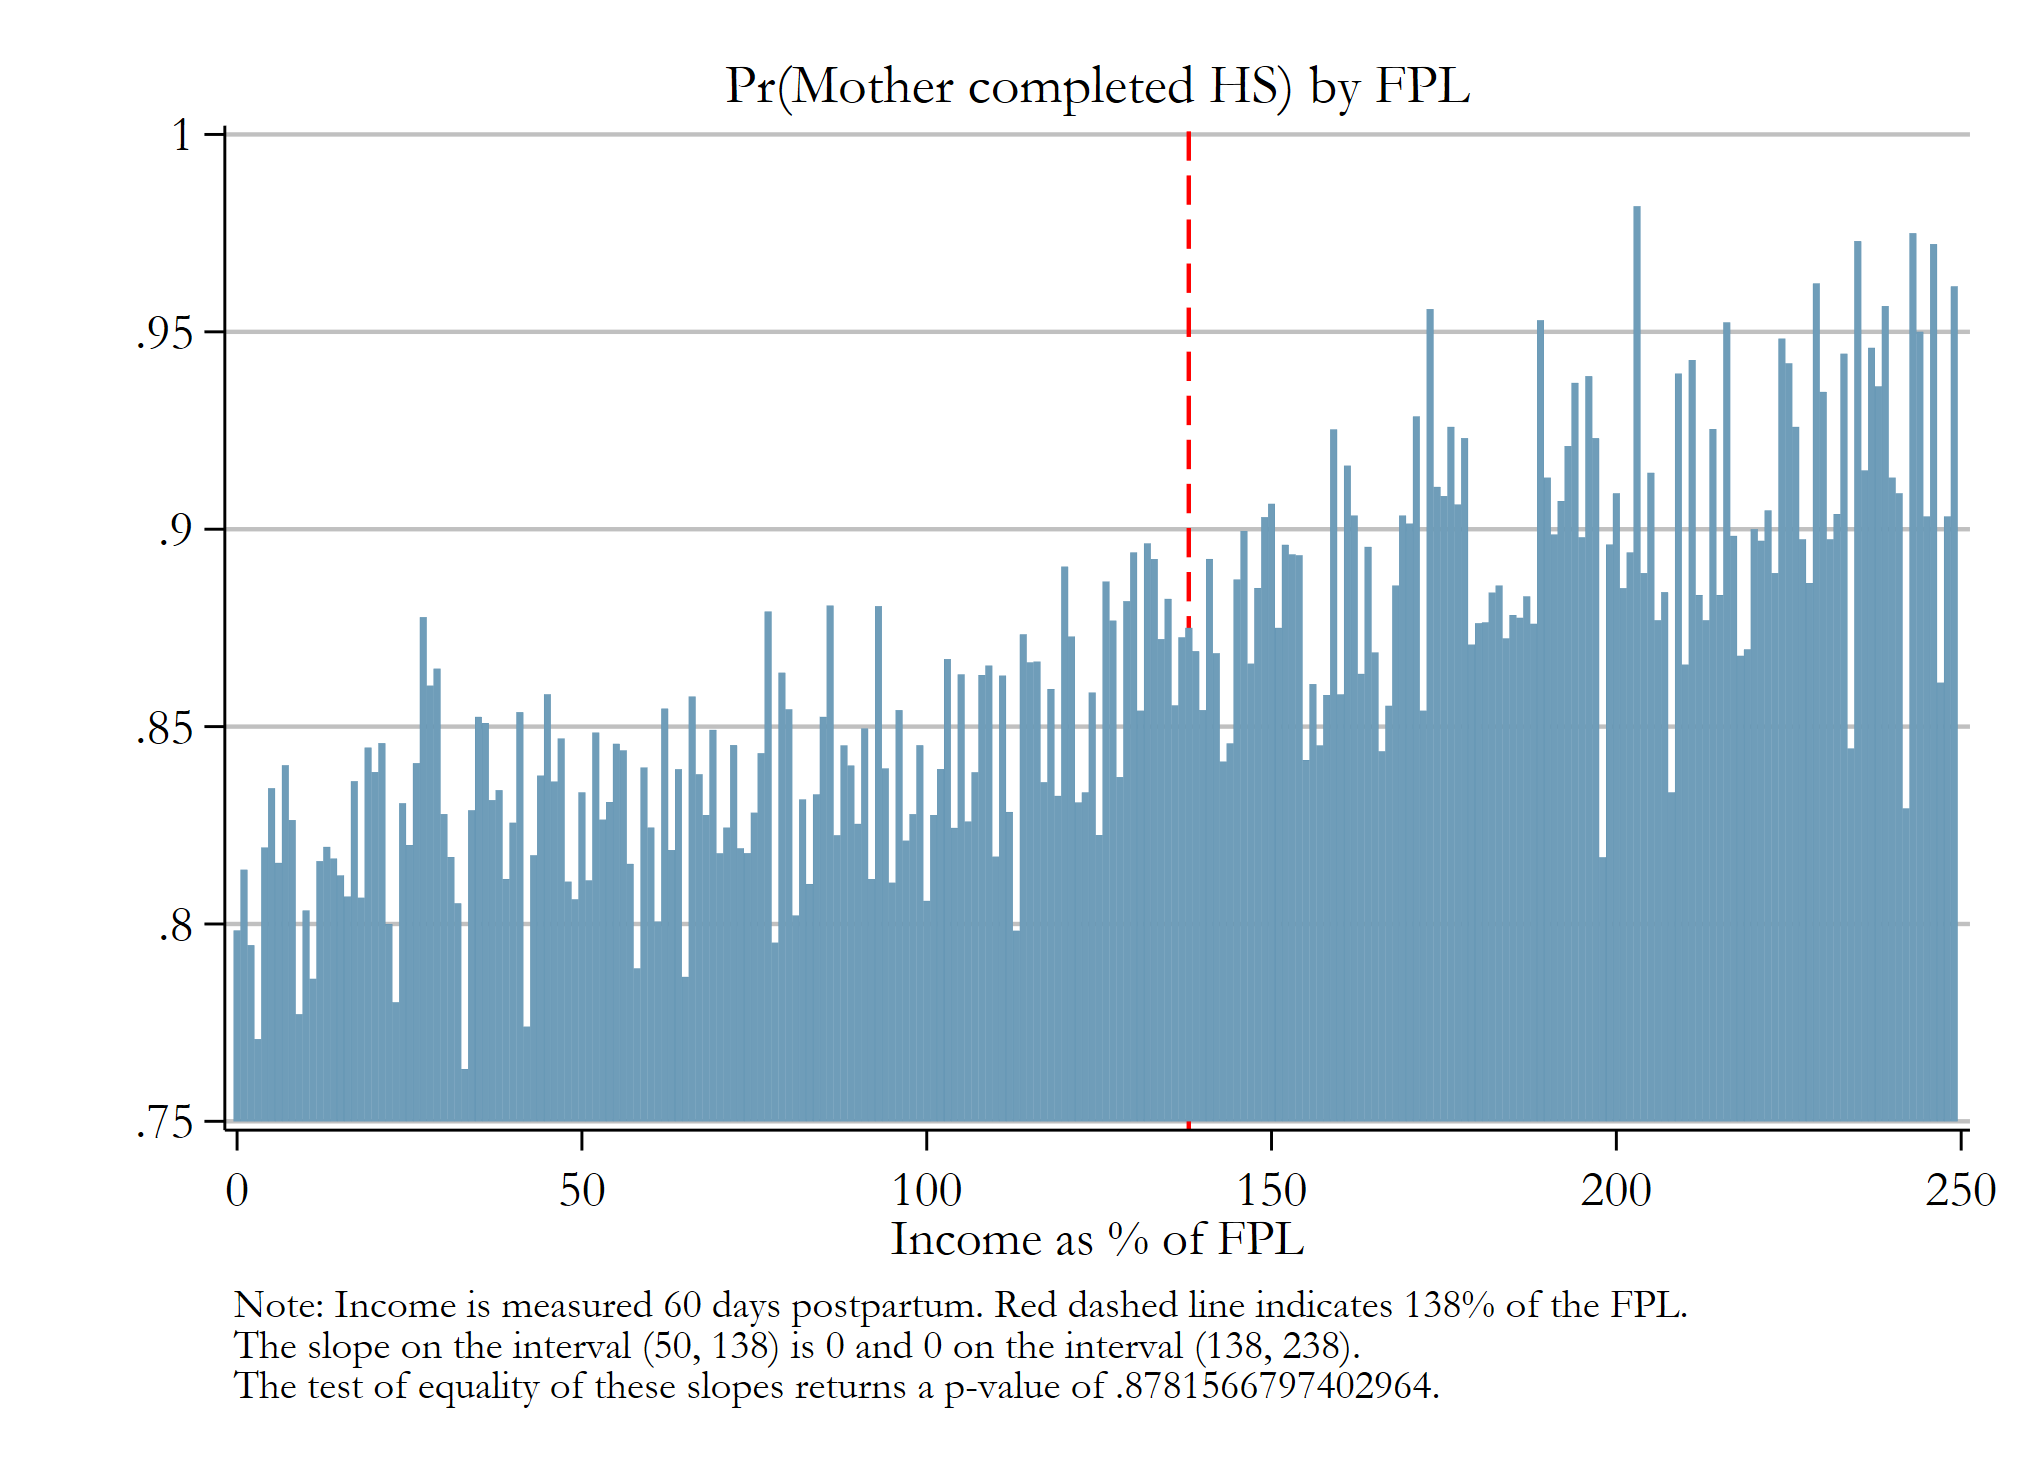 Pr(Mother completed HS) by FPL
1
.95
.9
.85
.8
.75
0 50 100 150 200 250
Income as % of FPL
Note: Income is measured 60 days postpartum. Red dashed line indicates 138% of the FPL.
The slope on the interval (50, 138) is 0 and 0 on the interval (138, 238).
The test of equality of these slopes returns a p-value of .8781566797402964.